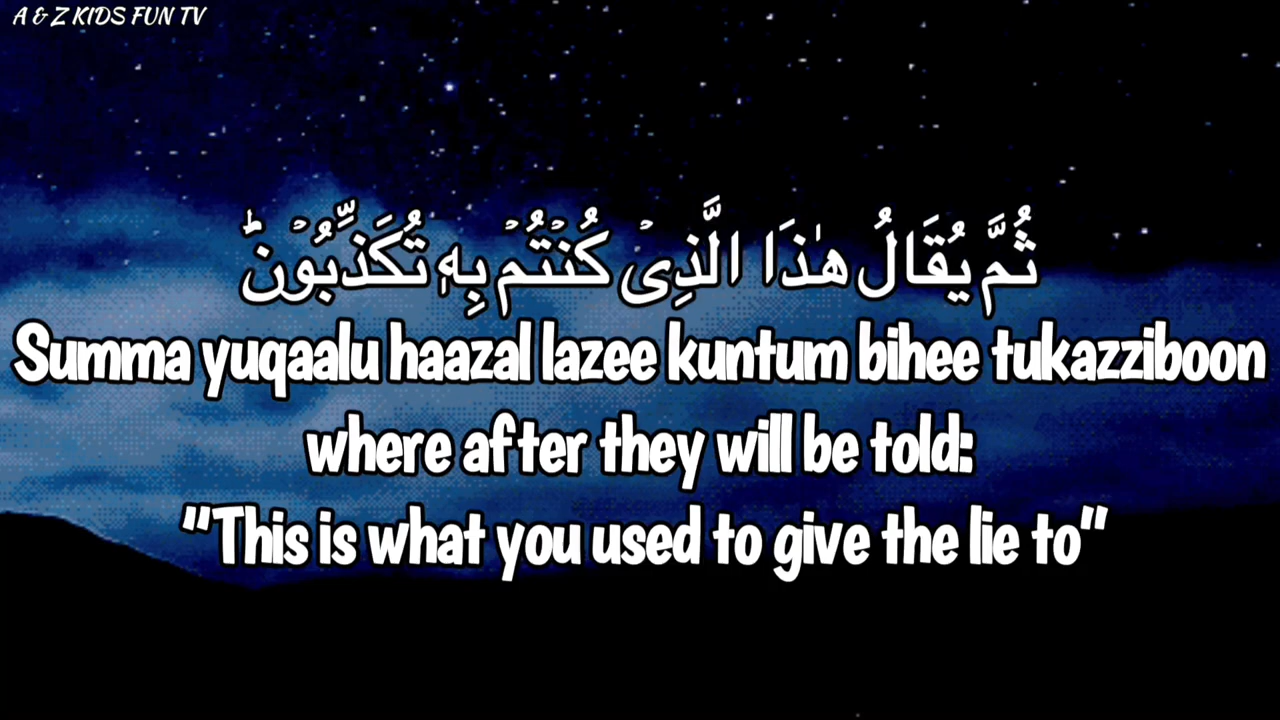 A & Z KIDS FUN TV
ثُمَّ يُقَالُ هٰذَا الَّذِىۡ كُنۡتُمۡ بِهٖ تُكَذِّبُوۡنَؕ
Summa yuqaalu haazal lazee kuntum bihee tukazziboon
where after they will be told:
"This is what you used to give the lie to"